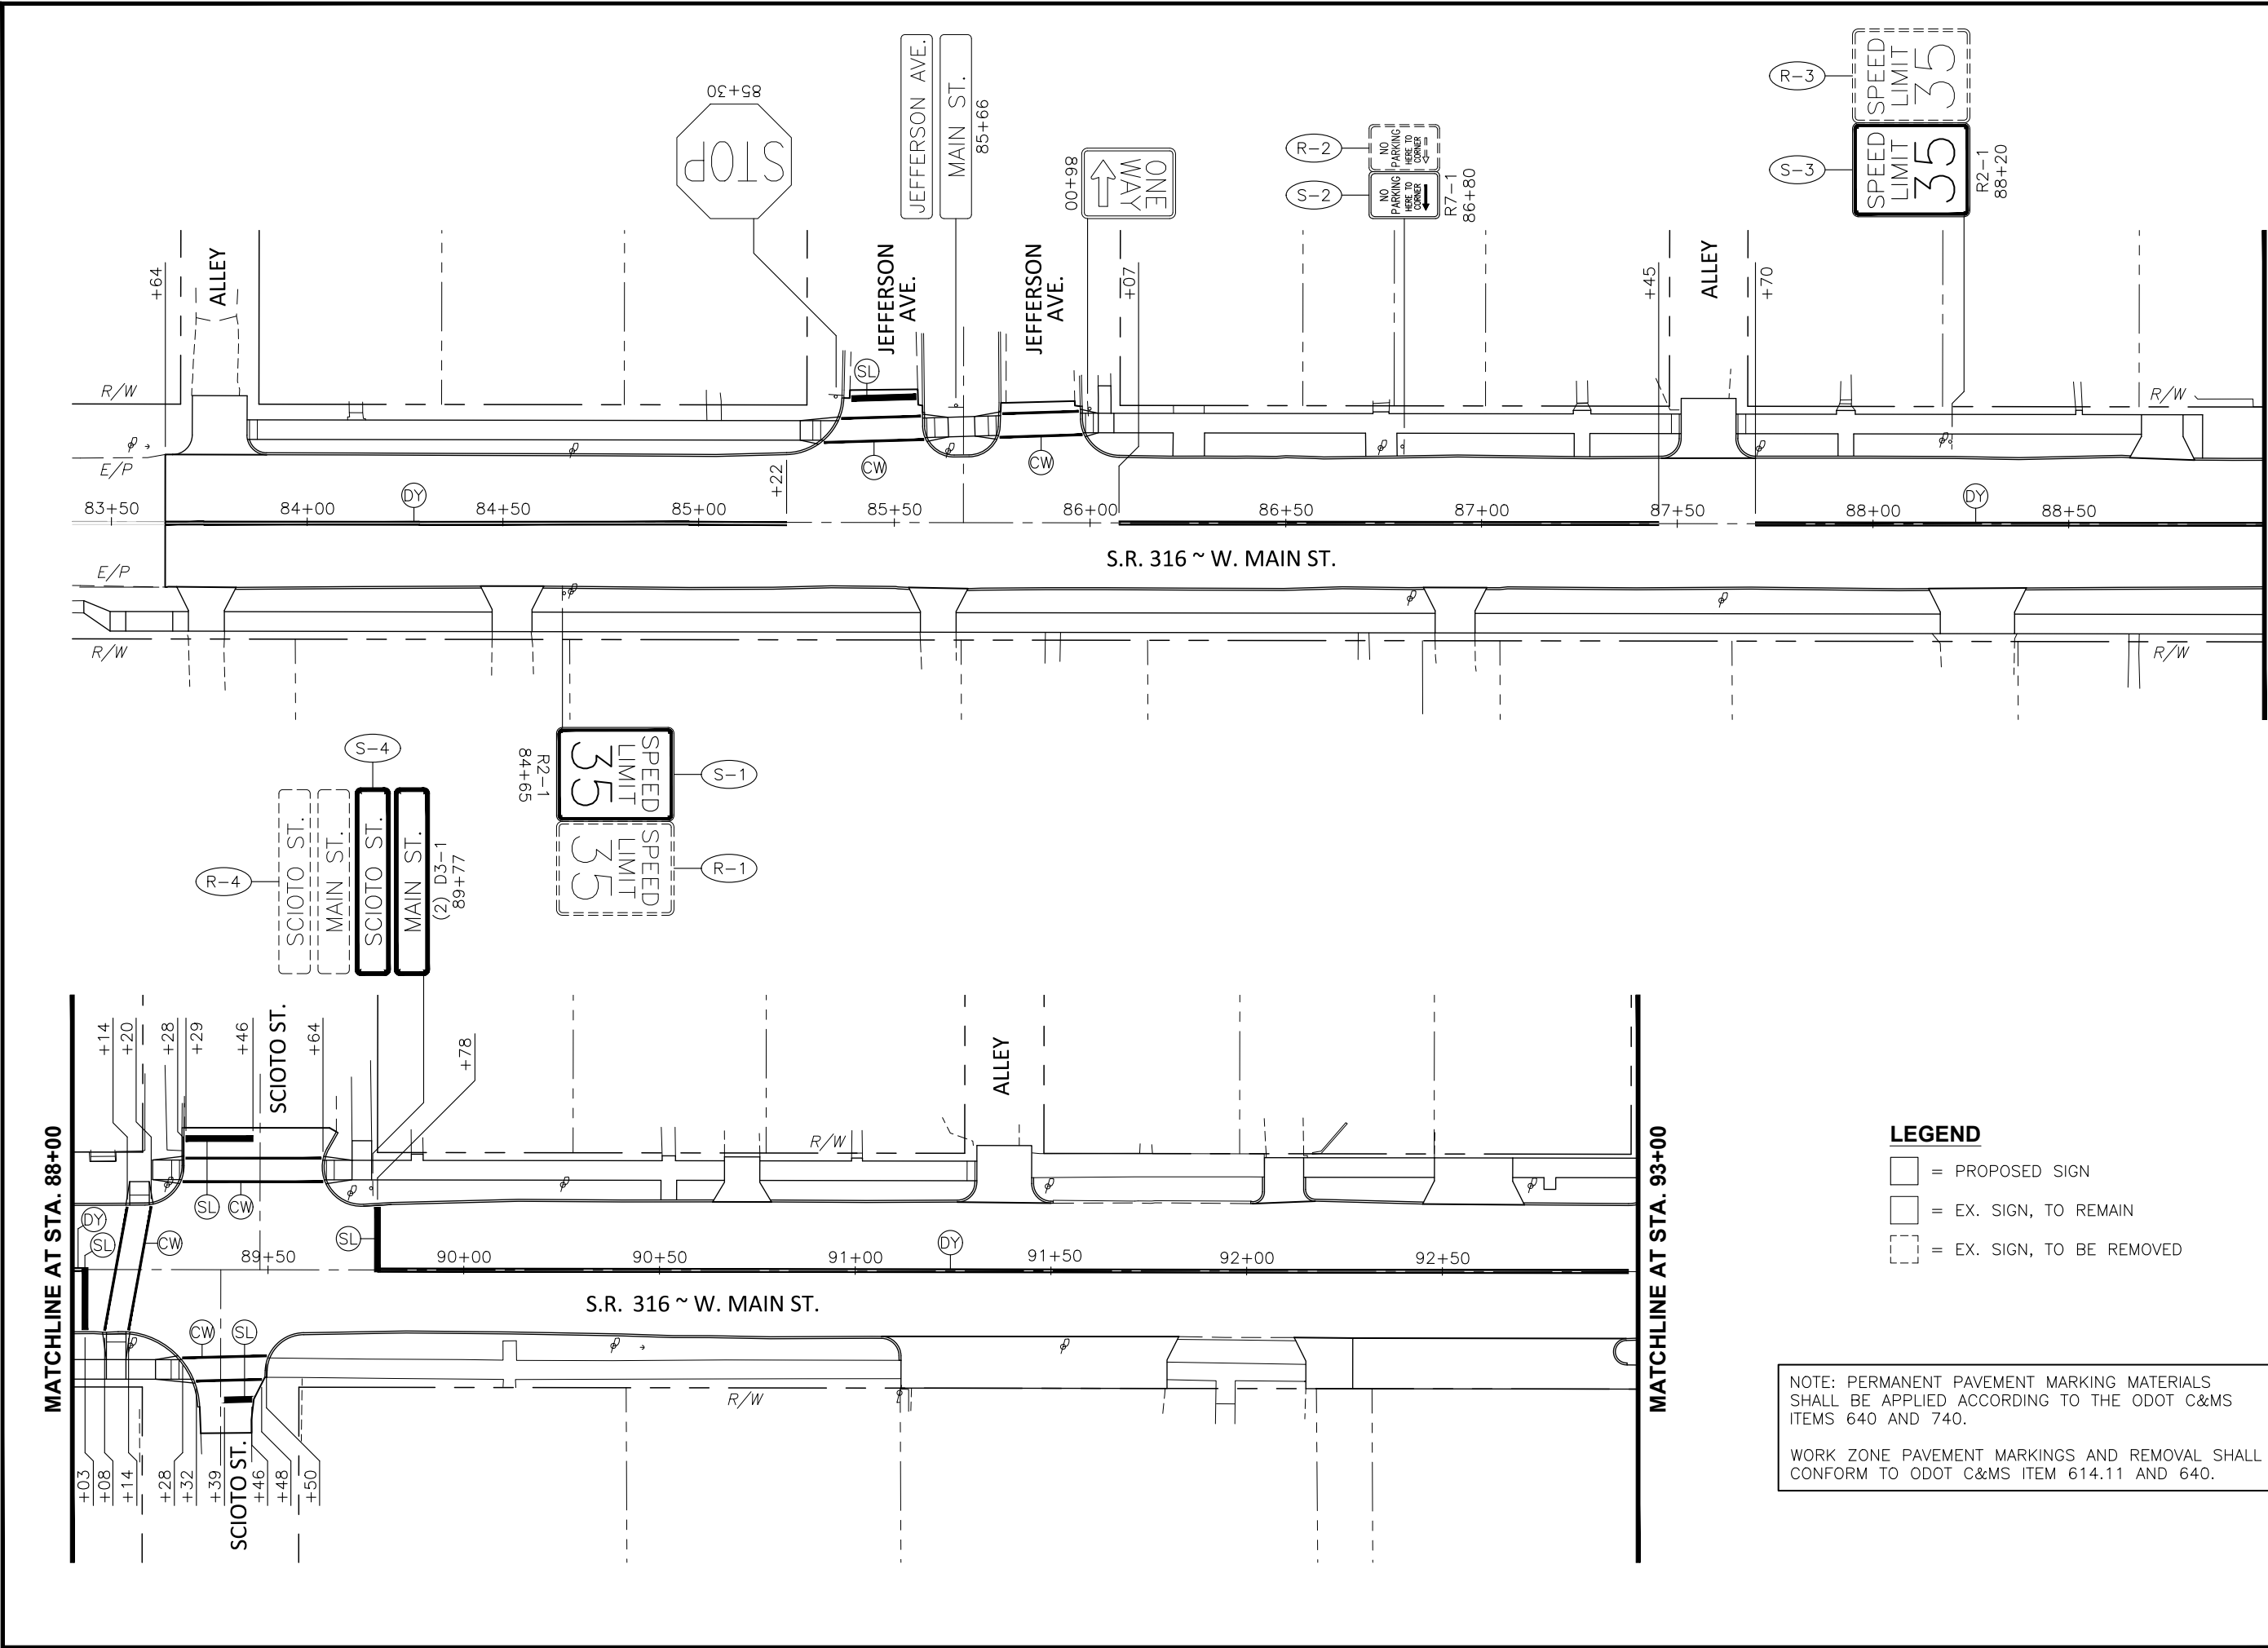 85+30
STOP
JEFFERSON AVE.
MAIN ST.
85+66
86+00
ONE
WAY
R-2
NO
PARKING
HERE TO
CORNER
S-2
NO
PARKING
HERE TO
CORNER
R7-1
86+80
R-3
SPEED
LIMIT
35
S-3
SPEED
LIMIT
35
R2-1
88+20
+64
ALLEY
JEFFERSON
AVE.
JEFFERSON
AVE.
+07
+45
ALLEY
+70
R/W
SL
R/W
E/P
CW
CW
+22
83+50
84+00
DY
84+50
85+00
85+50
86+00
86+50
87+00
87+50
88+00
DY
88+50
S.R. 316 ~ W. MAIN ST.
E/P
R/W
R/W
S-4
SCIOTO ST.
MAIN ST.
SCIOTO ST.
MAIN ST.
(2) D3-1
89+77
R-4
R2-1
84+65
SPEED
LIMIT
35
S-1
SPEED
LIMIT
35
R-1
MATCHLINE AT STA. 88+00
+14
+20
+28
+29
+46
SCIOTO ST.
+64
+78
ALLEY
R/W
DY
SL
CW
SL
CW
SL
89+50
90+00
90+50
91+00
DY
91+50
92+00
92+50
S.R. 316 ~ W. MAIN ST.
CW
SL
R/W
+03
+08
+14
+28
+32
+39
SCIOTO ST.
+46
+48
+50
MATCHLINE AT STA. 93+00
LEGEND
= PROPOSED SIGN
= EX. SIGN, TO REMAIN
= EX. SIGN, TO BE REMOVED
NOTE: PERMANENT PAVEMENT MARKING MATERIALS
SHALL BE APPLIED ACCORDING TO THE ODOT C&MS
ITEMS 640 AND 740.
WORK ZONE PAVEMENT MARKINGS AND REMOVAL SHALL
CONFORM TO ODOT C&MS ITEM 614.11 AND 640.